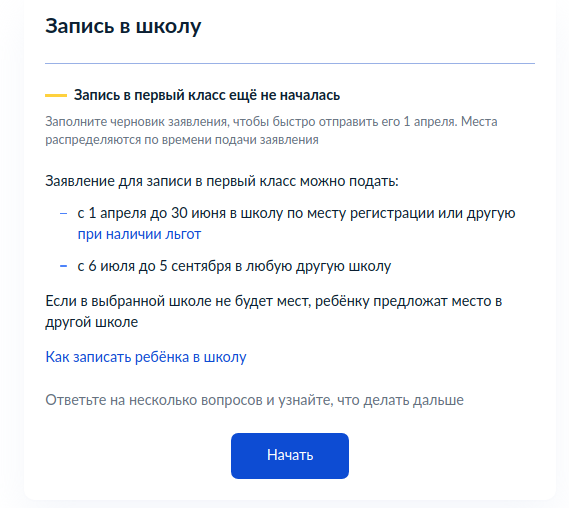 Запись в школу
Запись в первый класс ещё не началась
Заполните черновик заявления, чтобы быстро отправить его 1 апреля. Места
распределяются по времени подачи заявления
Заявление для записи в первый класс можно подать:
– с 1 апреля до 30 июня в школу по месту регистрации или другую
при наличии льгот
– с 6 июля до 5 сентября в любую другую школу
Если в выбранной школе не будет мест, ребёнку предложат место в
другой школе
Как записать ребёнка в школу
Ответьте на несколько вопросов и узнайте, что делать дальше
Начать